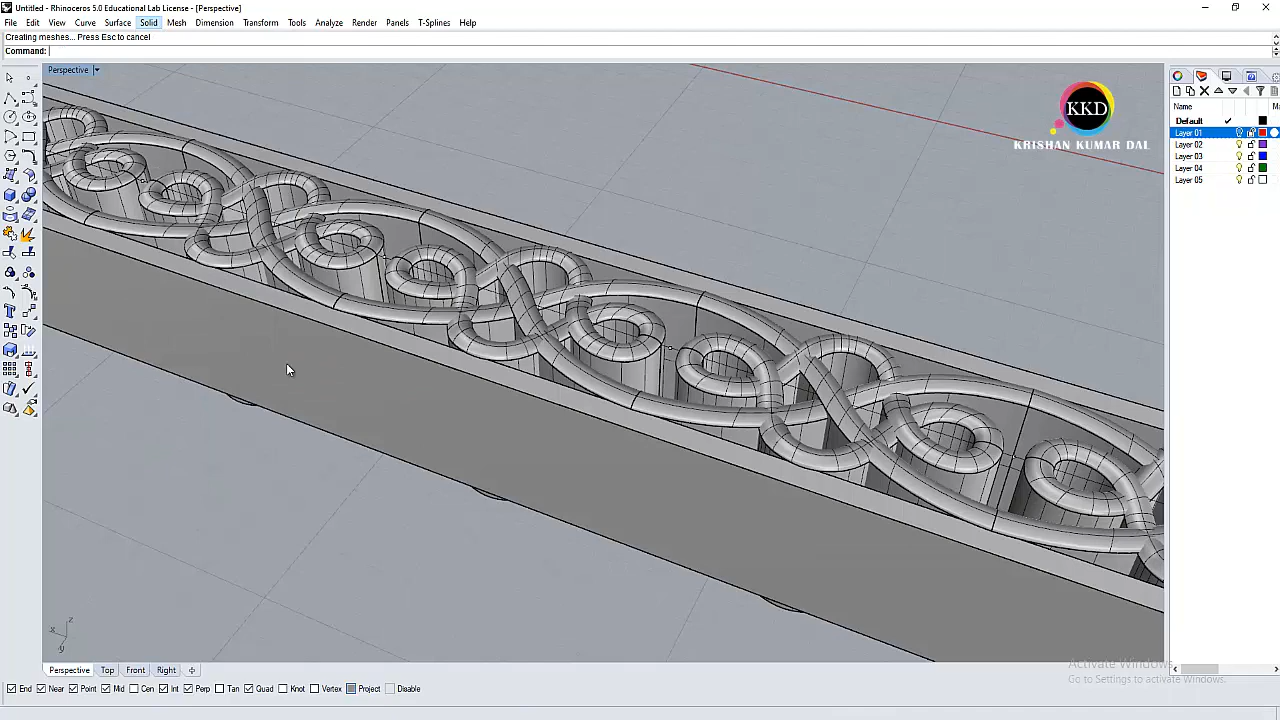 Untitled - Rhinoceros 5.0 Educational Lab License - [Perspective]
File Edit View Curve Surface Solid Mesh Dimension Transform Tools Analyze Render Panels T-Splines Help
Creating meshes... Press Esc to cancel
Command:
Perspective
KKD
KRISHAN KUMAR DAL
Name
Default
Layer 01
Layer 02
Layer 03
Layer 04
Layer 05
z
x
y
Perspective Top Front Right
Activate Windows
Go to Settings to activate Windows.
End Near Point Mid Cen Int Perp Tan Quad Knot Vertex Project Disable